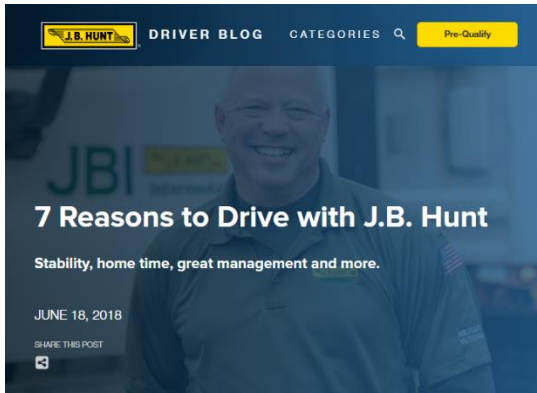 J.B. HUNT
DRIVER BLOG
CATEGORIES
Pre-Qualify
JBI
7 Reasons to Drive with J.B. Hunt
Stability, home time, great management and more.
JUNE 18, 2018
SHARE THIS POST